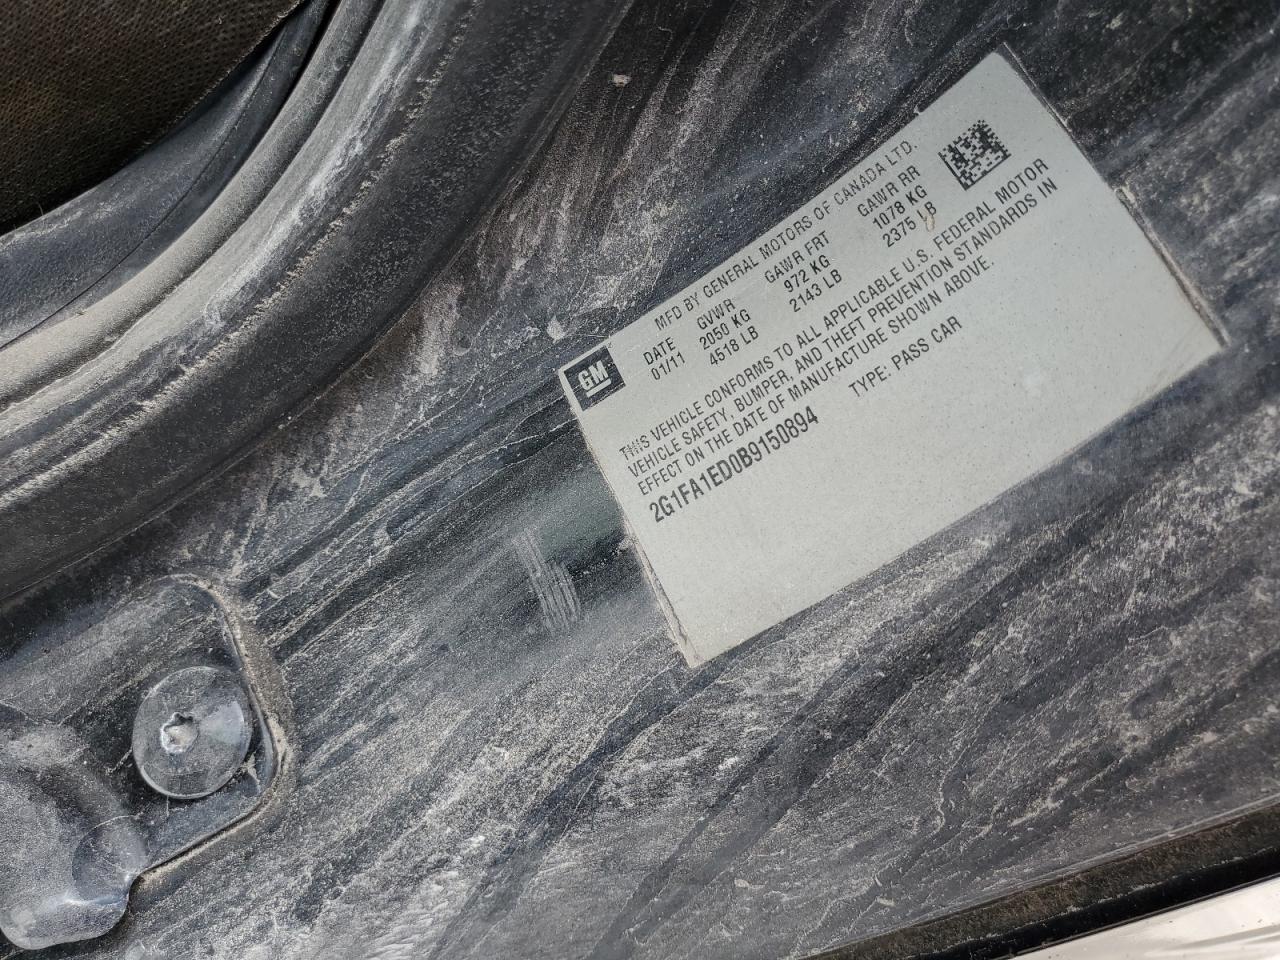 GM
MFD BY GENERAL MOTORS OF CANADA LTD.
DATE GVWR GAWR FRT GAWR RR
01/11 2050 KG 972 KG 1078 KG
4518 LB 2143 LB 2375 LB
THIS VEHICLE CONFORMS TO ALL APPLICABLE U.S. FEDERAL MOTOR
VEHICLE SAFETY, BUMPER, AND THEFT PREVENTION STANDARDS IN
EFFECT ON THE DATE OF MANUFACTURE SHOWN ABOVE.
2G1FA1ED0B9150894 TYPE: PASS CAR